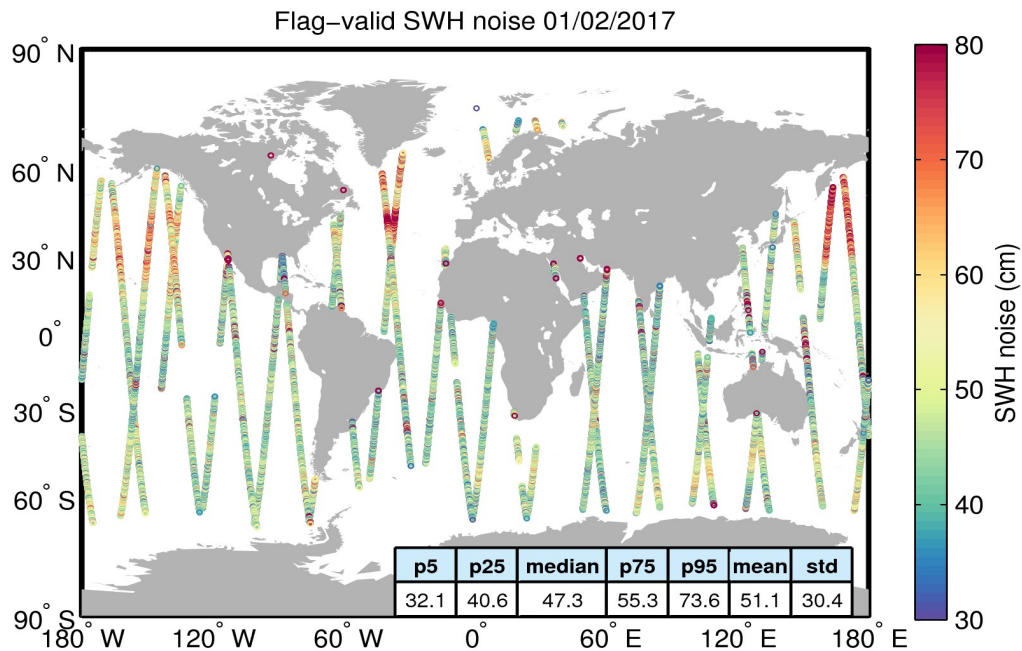 Flag−valid SWH noise 01/02/2017
90° N
60° N
30° N
0°
30° S
60° S
90° S
180° W
120° W
60° W
0°
60° E
120° E
180° E
p5 p25 median p75 p95 mean std
32.1 40.6 47.3 55.3 73.6 51.1 30.4
80
70
60
50
40
30
SWH noise (cm)